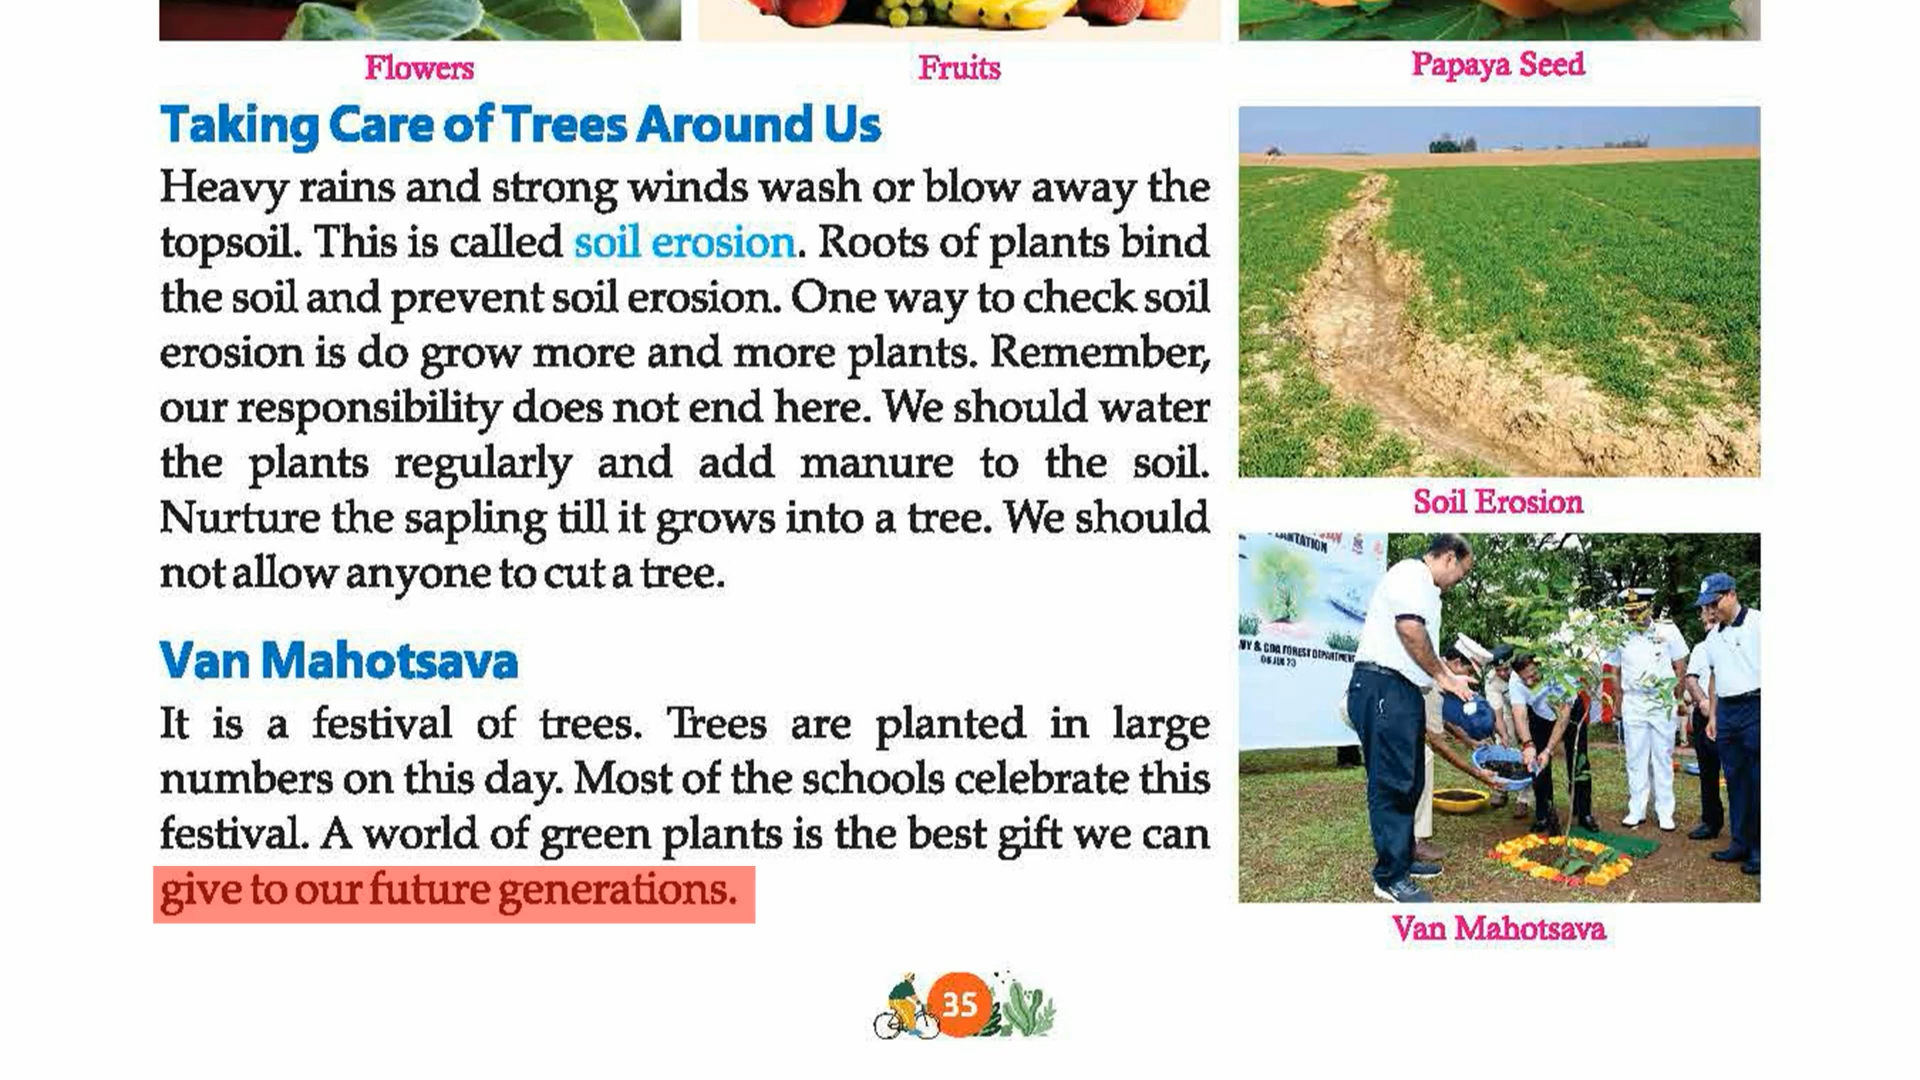 Flowers
Fruits
Papaya Seed
Taking Care of Trees Around Us
Heavy rains and strong winds wash or blow away the
topsoil. This is called soil erosion. Roots of plants bind
the soil and prevent soil erosion. One way to check soil
erosion is do grow more and more plants. Remember,
our responsibility does not end here. We should water
the plants regularly and add manure to the soil.
Nurture the sapling till it grows into a tree. We should
not allow anyone to cut a tree.
Soil Erosion
Van Mahotsava
It is a festival of trees. Trees are planted in large
numbers on this day. Most of the schools celebrate this
festival. A world of green plants is the best gift we can
give to our future generations.
& GOA FOREST DEPARTMENT
Van Mahotsava
35